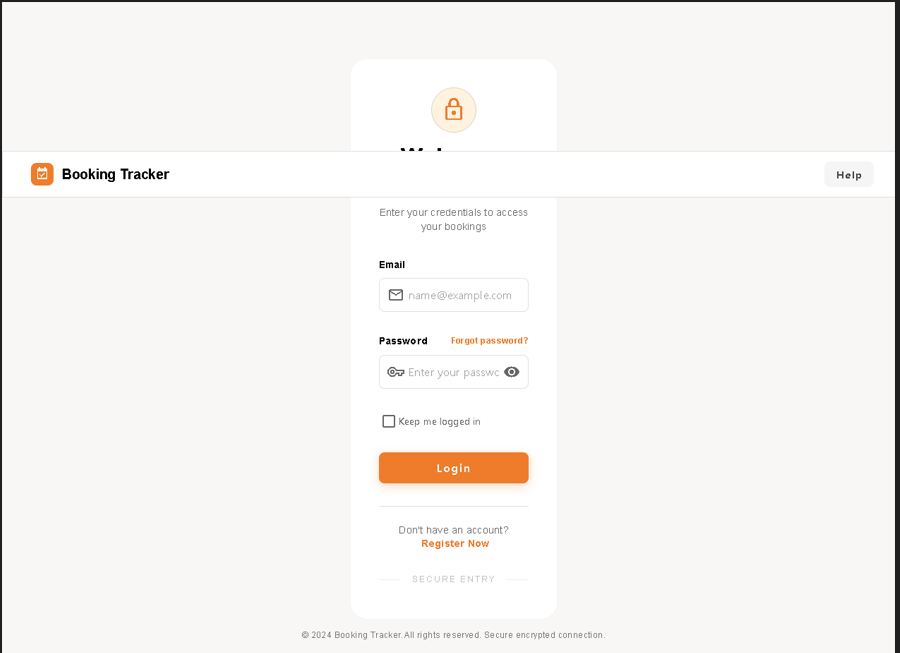 Booking Tracker
Help
Enter your credentials to access
your bookings
Email
name@example.com
Password
Forgot password?
Enter your passwo
Keep me logged in
Login
Don't have an account?
Register Now
SECURE ENTRY
© 2024 Booking Tracker. All rights reserved. Secure encrypted connection.